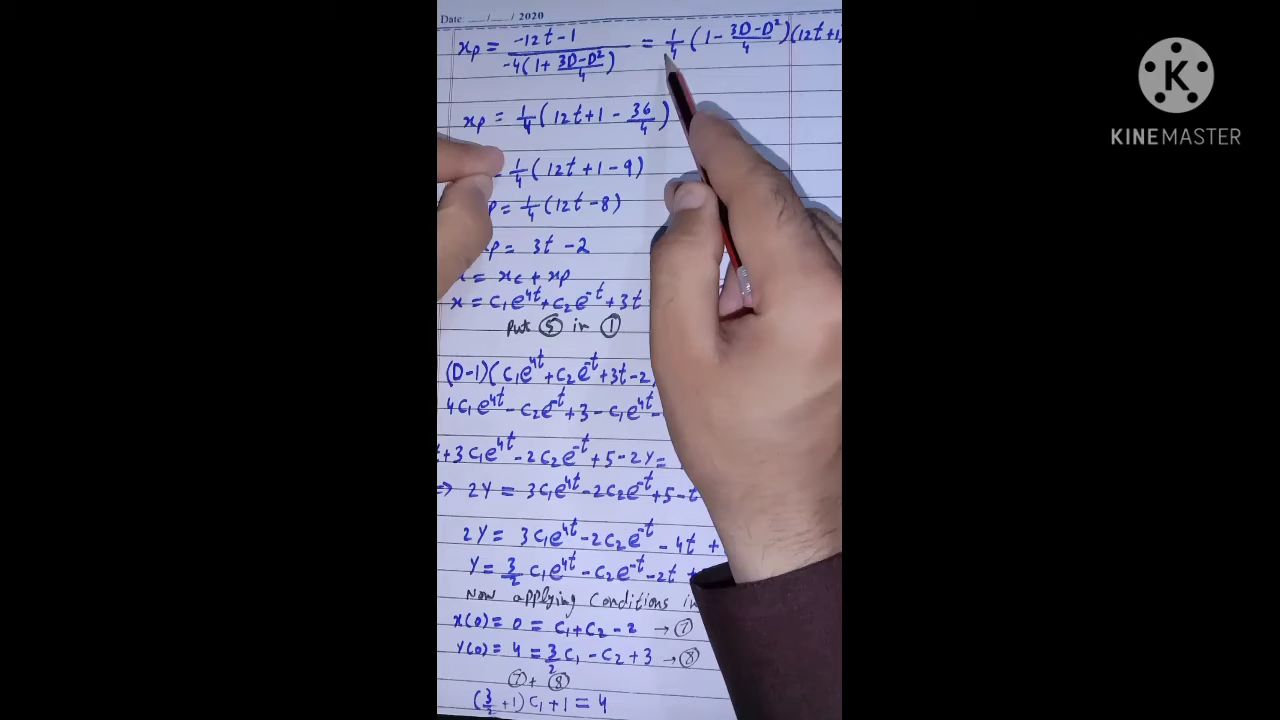 Date: __/__/ 2020
xp = -12t - 1 / -4(1 + 3D-D²/4) = 1/4 (1 - 3D-D²/4)(12t+1)
xp = 1/4 (12t+1 - 36/4)
= 1/4 (12t+1-9)
p = 1/4 (12t-8)
p = 3t - 2
x = xc + xp
x = c₁e^4t + c₂e^-t + 3t
Put ⑤ in ①
(D-1)(c₁e^4t + c₂e^-t + 3t - 2
4c₁e^4t - c₂e^-t + 3 - c₁e^4t -
t + 3c₁e^4t - 2c₂e^-t + 5 - 2Y =
⇒ 2Y = 3c₁e^4t - 2c₂e^-t + 5 - t
2Y = 3c₁e^4t - 2c₂e^-t - 4t +
Y = 3/2 c₁e^4t - c₂e^-t - 2t +
Now applying Conditions in
x(0) = 0 = c₁ + c₂ - 2 → ⑦
Y(0) = 4 = 3/2 c₁ - c₂ + 3 → ⑧
⑦ + ⑧
(3/2 + 1)c₁ + 1 = 4
K
KINEMASTER